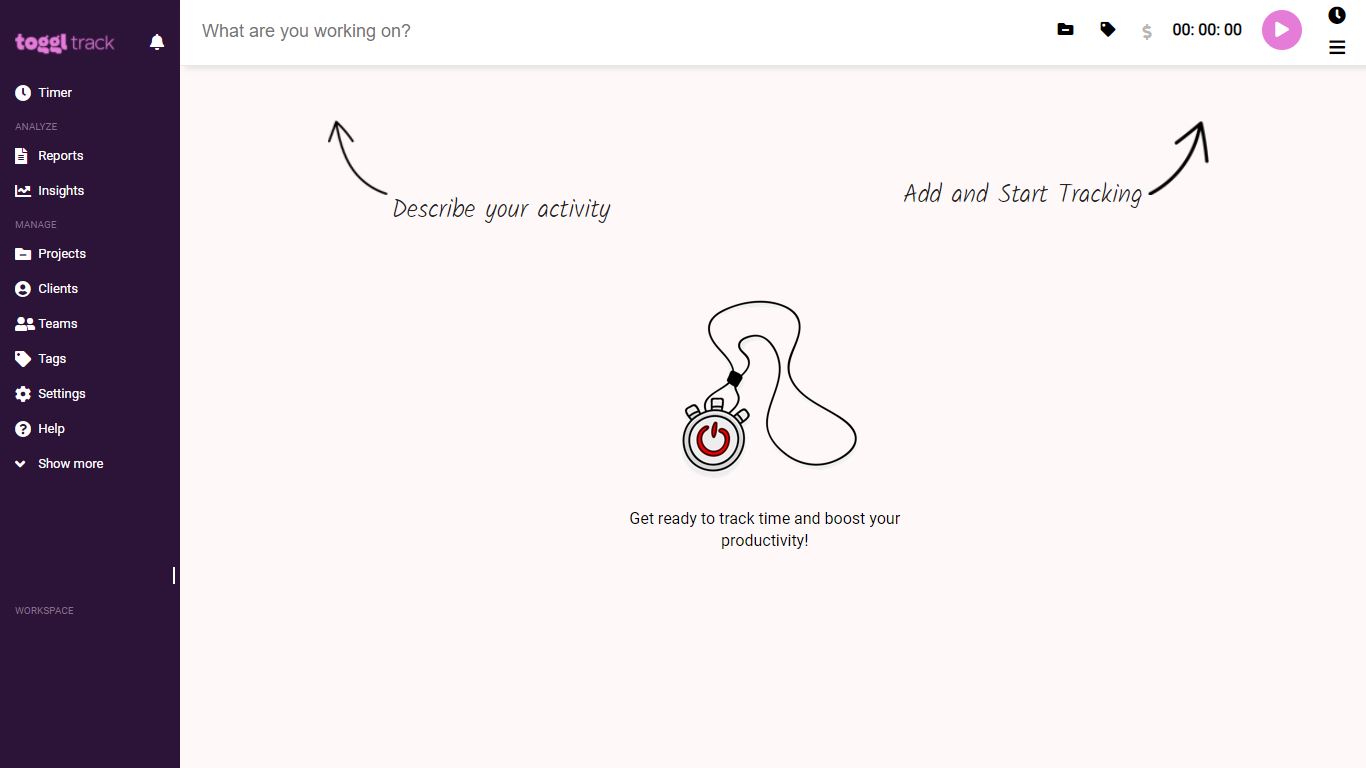 toggl track
Timer
ANALYZE
Reports
Insights
MANAGE
Projects
Clients
Teams
Tags
Settings
Help
Show more
WORKSPACE
What are you working on?
$
00: 00: 00
Describe your activity
Add and Start Tracking
Get ready to track time and boost your
productivity!